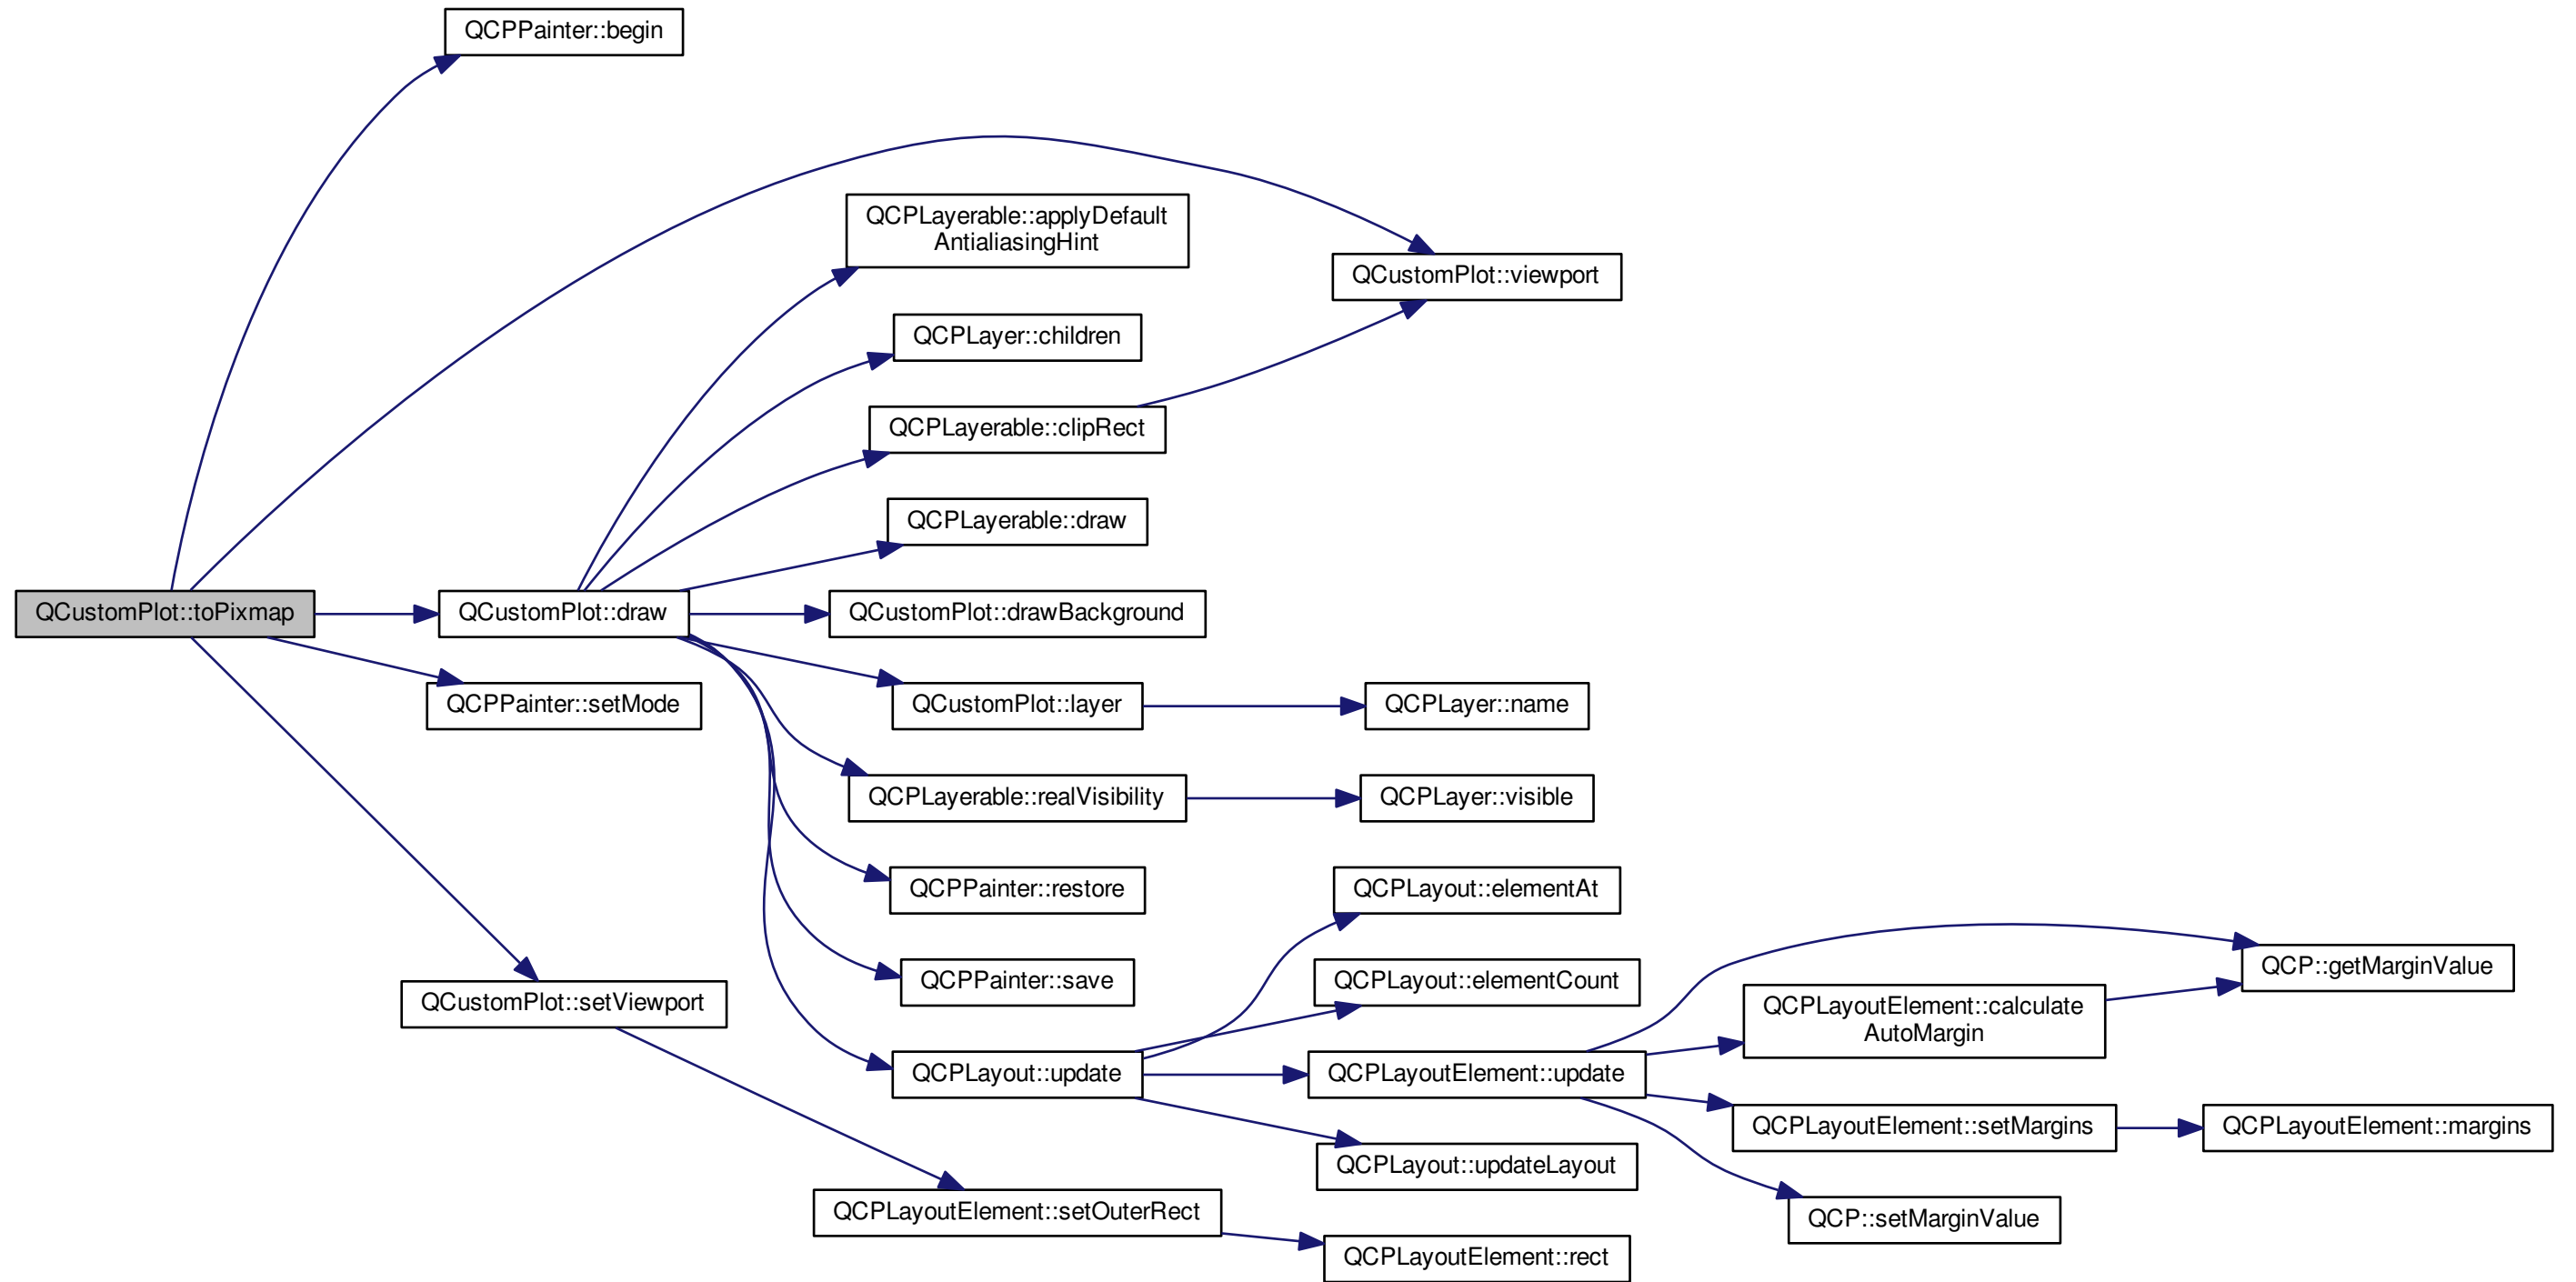 QCPPainter::begin
QCPLayerable::applyDefault
AntialiasingHint
QCustomPlot::viewport
QCPLayer::children
QCPLayerable::clipRect
QCPLayerable::draw
QCustomPlot::toPixmap
QCustomPlot::draw
QCustomPlot::drawBackground
QCPPainter::setMode
QCustomPlot::layer
QCPLayer::name
QCPLayerable::realVisibility
QCPLayer::visible
QCPPainter::restore
QCPLayout::elementAt
QCPPainter::save
QCPLayout::elementCount
QCP::getMarginValue
QCustomPlot::setViewport
QCPLayoutElement::calculate
AutoMargin
QCPLayout::update
QCPLayoutElement::update
QCPLayoutElement::setMargins
QCPLayoutElement::margins
QCPLayout::updateLayout
QCPLayoutElement::setOuterRect
QCP::setMarginValue
QCPLayoutElement::rect